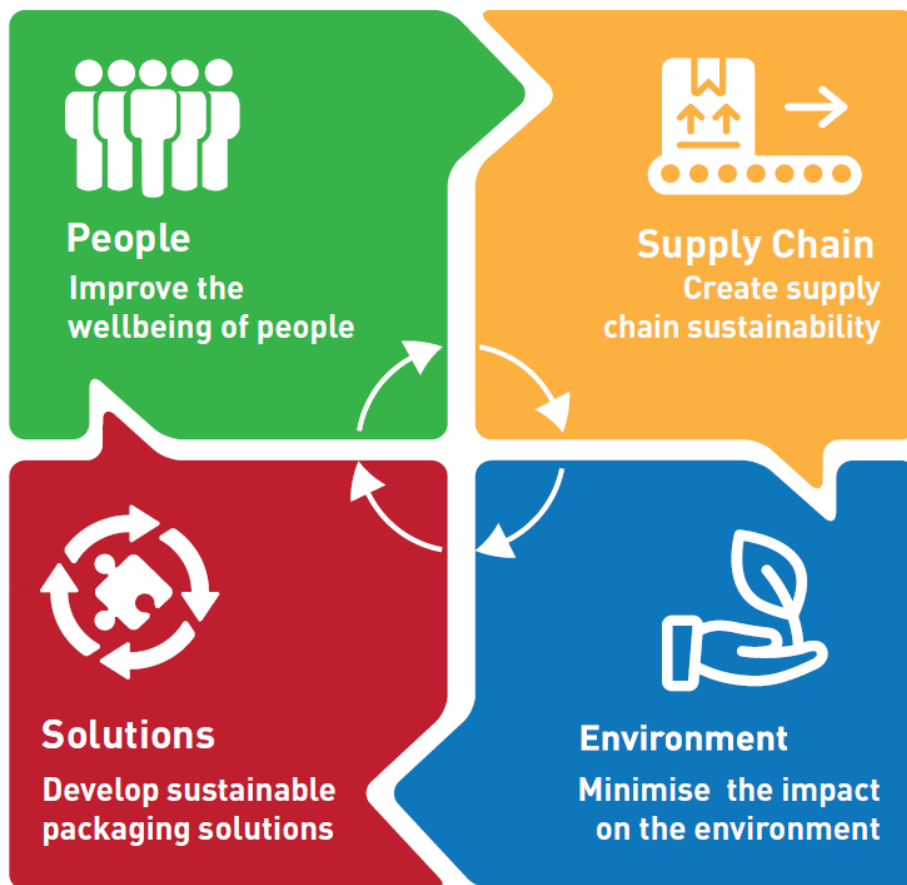 People
Improve the
wellbeing of people
Supply Chain
Create supply
chain sustainability
Solutions
Develop sustainable
packaging solutions
Environment
Minimise the impact
on the environment